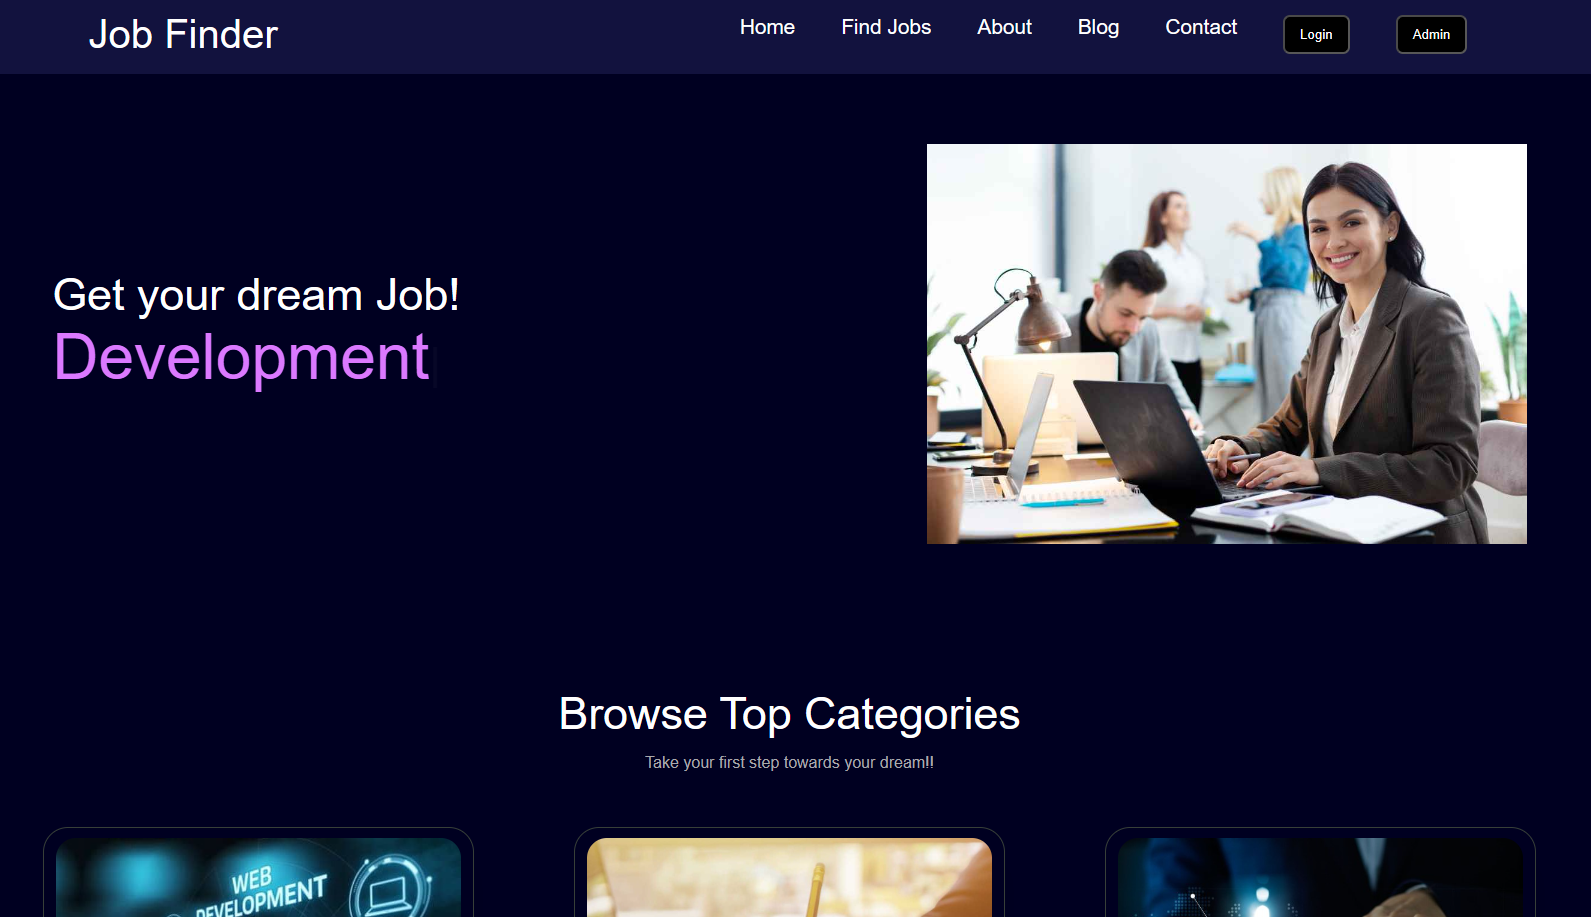 Job Finder
Home Find Jobs About Blog Contact Login Admin
Get your dream Job!
Development
Browse Top Categories
Take your first step towards your dream!!
WEB
DEVELOPMENT